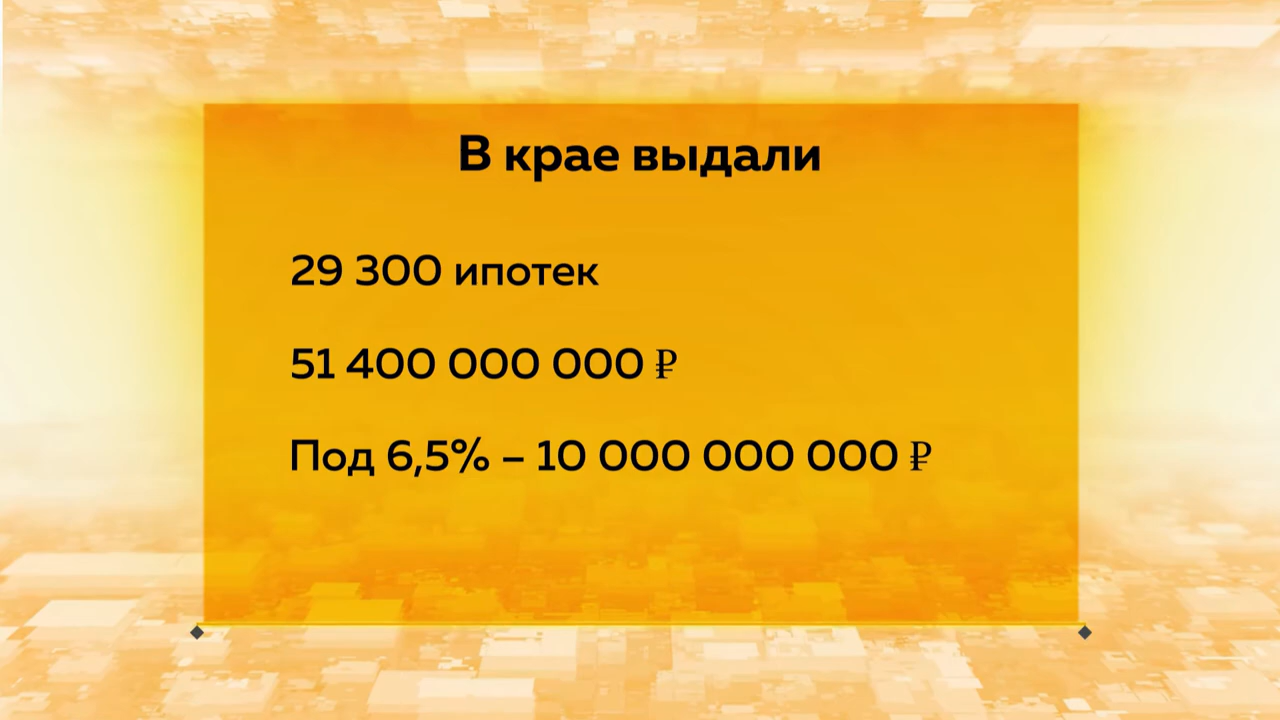 В крае выдали
29 300 ипотек
51 400 000 000 ₽
Под 6,5% – 10 000 000 000 ₽